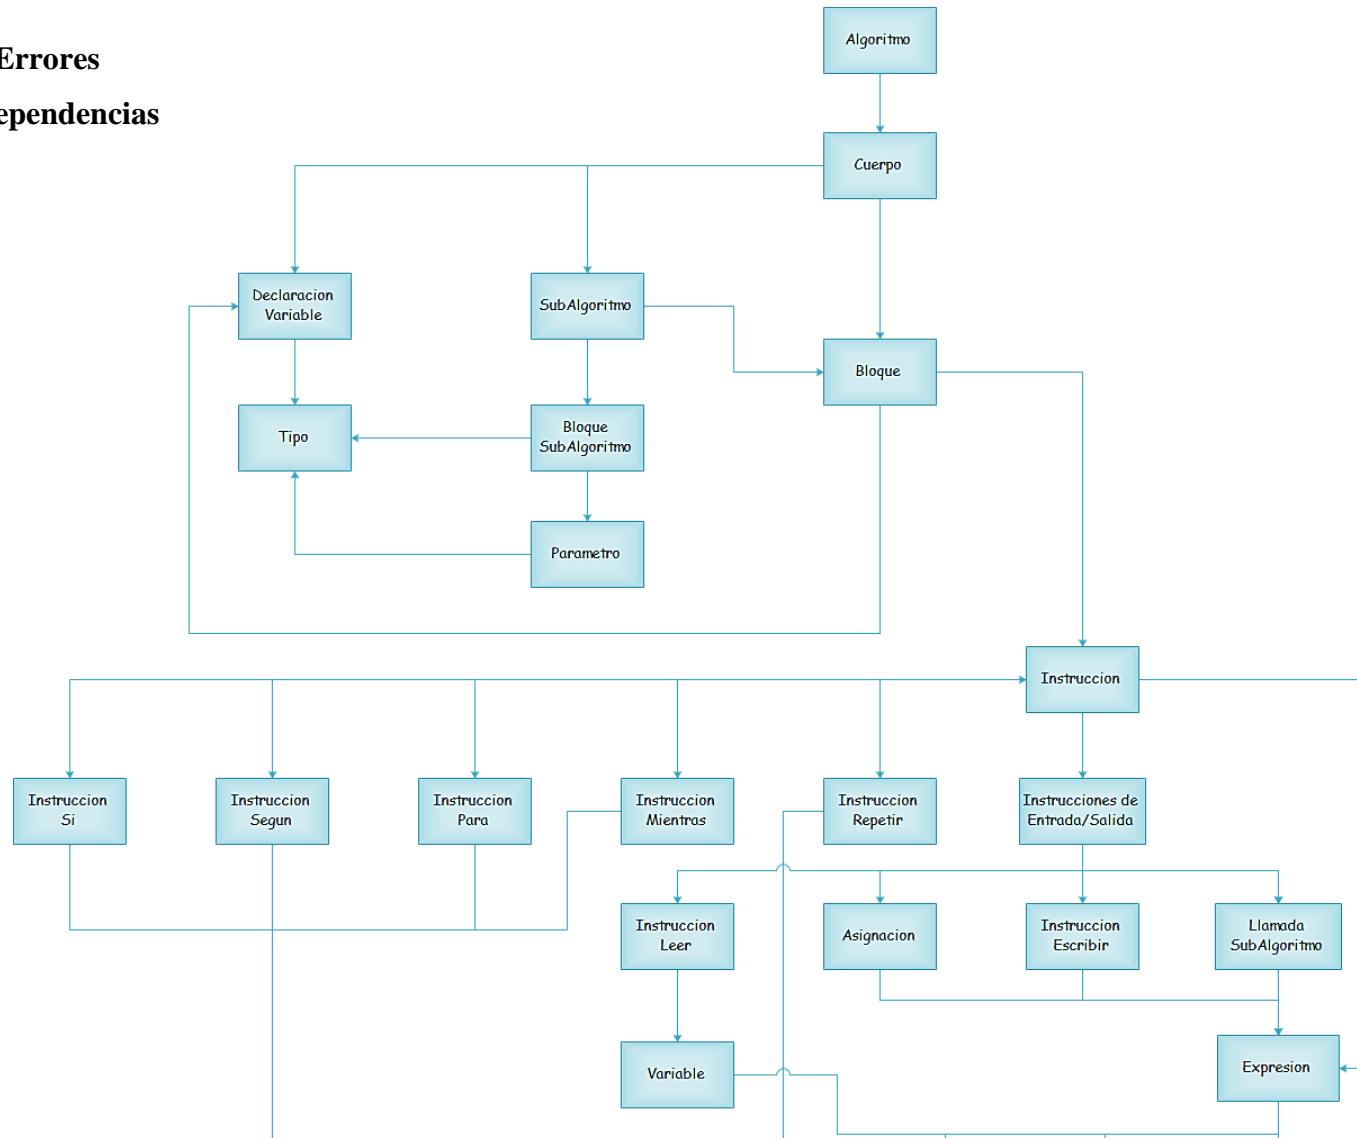 Algoritmo
Errores
ependencias
Cuerpo
Declaracion
Variable
SubAlgoritmo
Bloque
Tipo
Bloque
SubAlgoritmo
Parametro
Instruccion
Instruccion
Si
Instruccion
Segun
Instruccion
Para
Instruccion
Mientras
Instruccion
Repetir
Instrucciones de
Entrada/Salida
Instruccion
Leer
Asignacion
Instruccion
Escribir
Llamada
SubAlgoritmo
Variable
Expresion